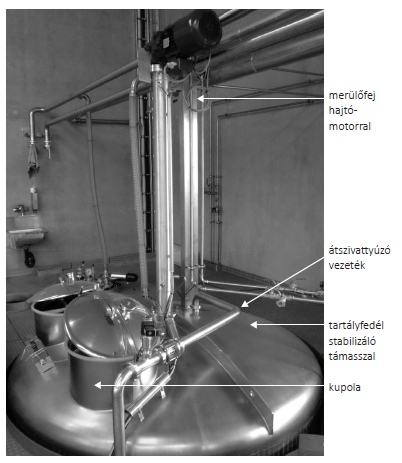 merülőfej
hajtó-
motorral
átszivattyúzó
vezeték
tartályfedél
stabilizáló
támasszal
kupola